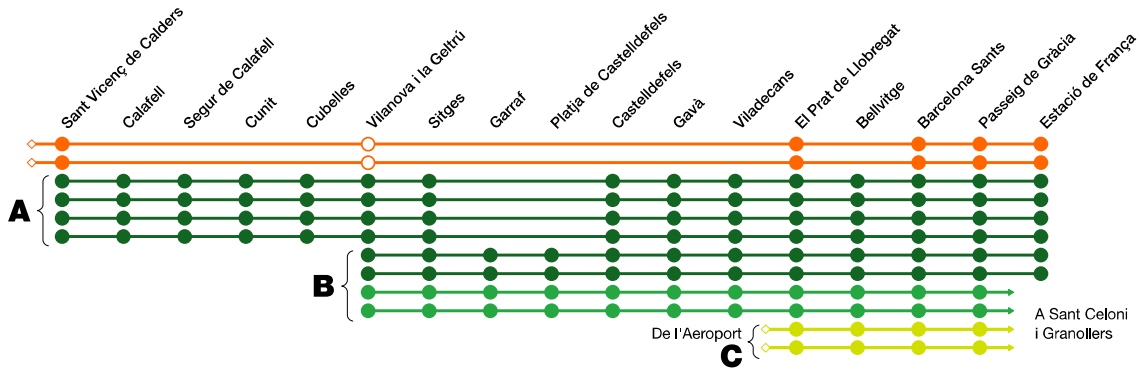 Sant Vicenç de Calders
Calafell
Segur de Calafell
Cunit
Cubelles
Vilanova i la Geltrú
Sitges
Garraf
Platja de Castelldefels
Castelldefels
Gavà
Viladecans
El Prat de Llobregat
Bellvitge
Barcelona Sants
Passeig de Gràcia
Estació de França
A
B
A Sant Celoni
i Granollers
De l'Aeroport
C